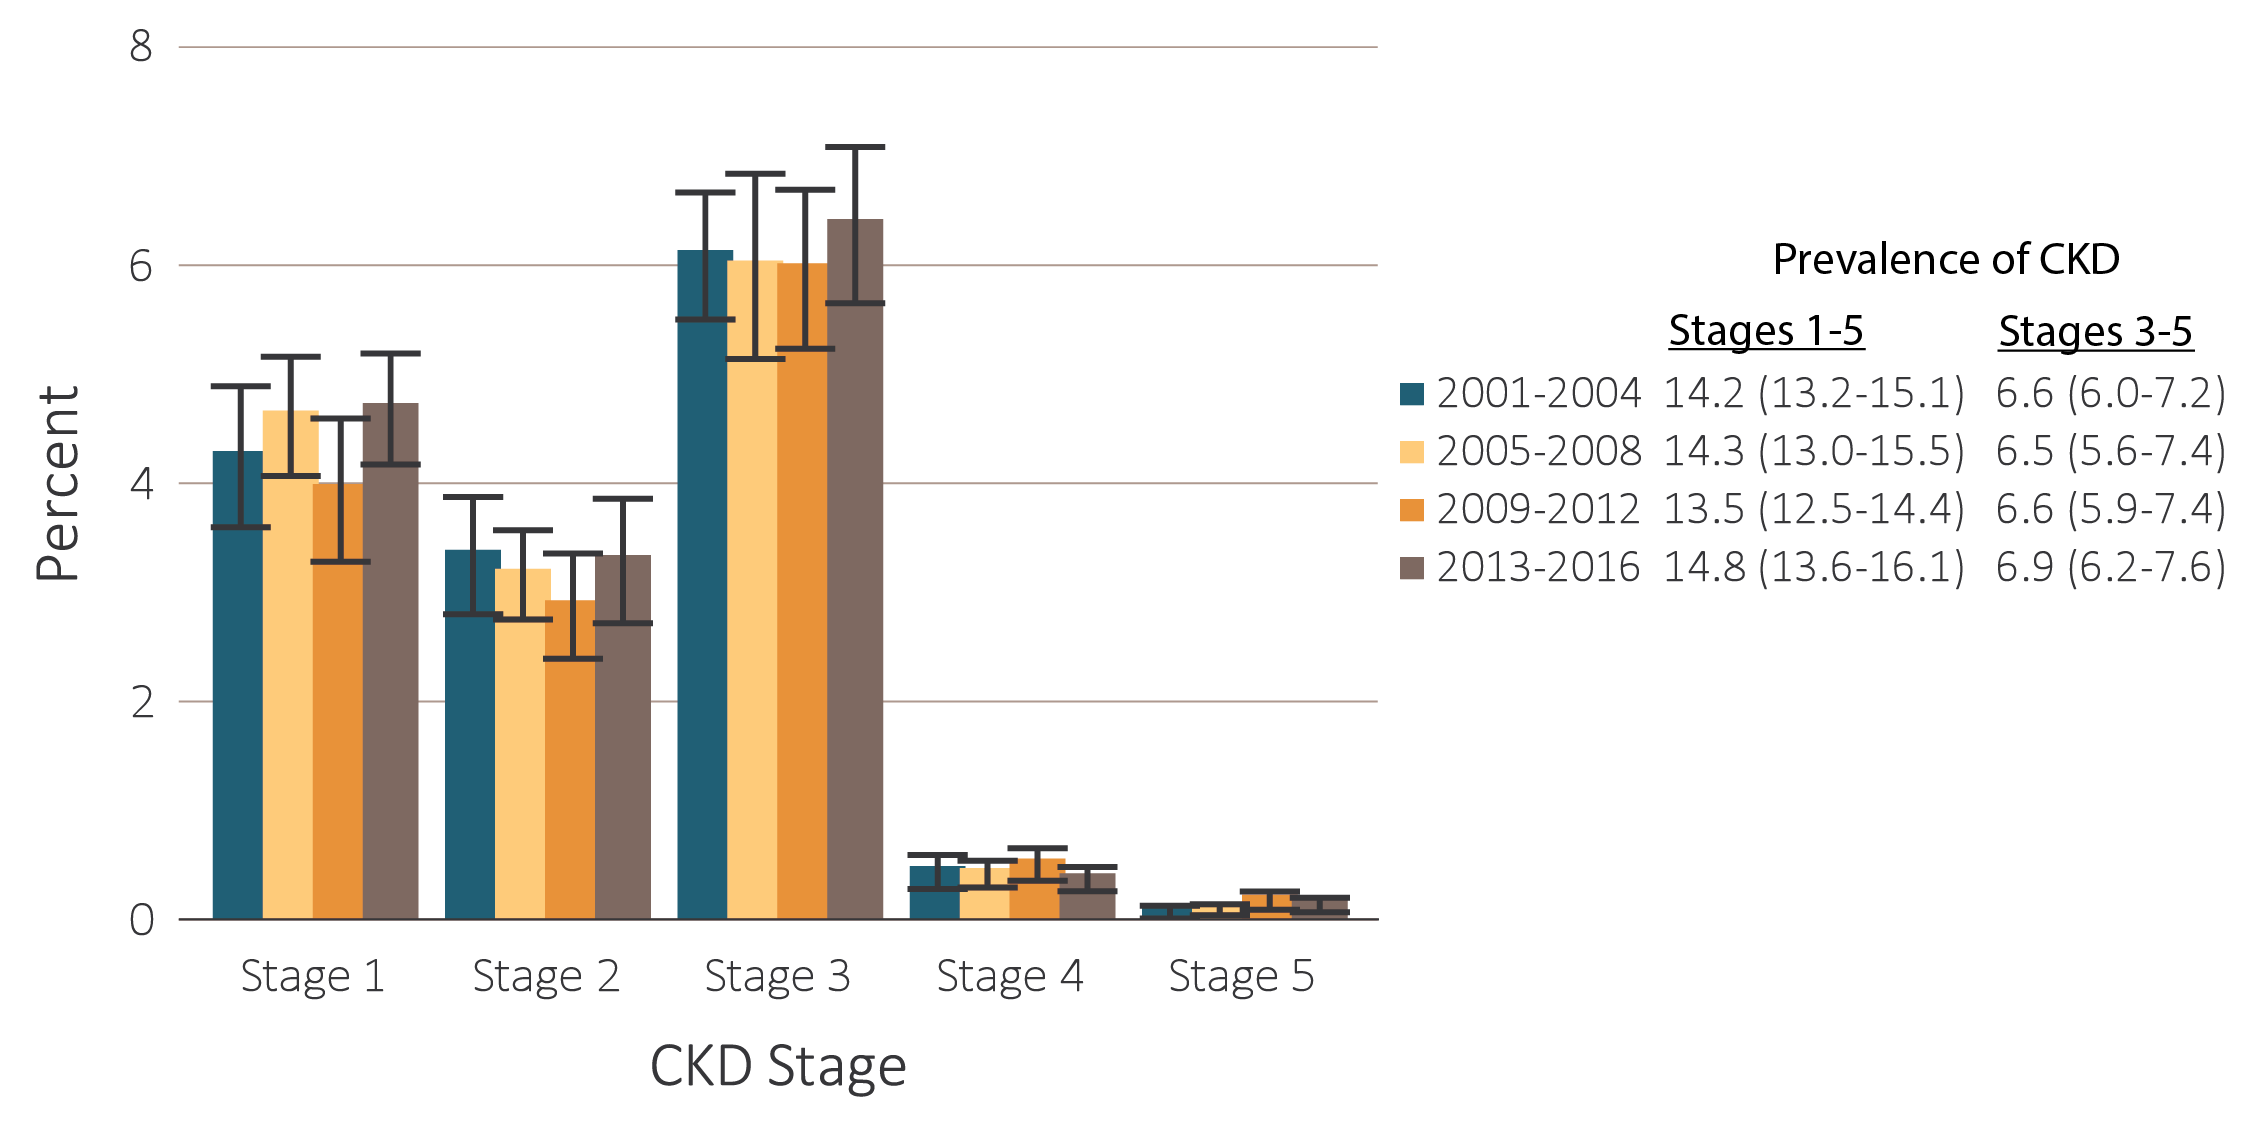 8
6
4
2
0
Percent
Stage 1 Stage 2 Stage 3 Stage 4 Stage 5
CKD Stage
Prevalence of CKD
Stages 1-5 Stages 3-5
2001-2004 14.2 (13.2-15.1) 6.6 (6.0-7.2)
2005-2008 14.3 (13.0-15.5) 6.5 (5.6-7.4)
2009-2012 13.5 (12.5-14.4) 6.6 (5.9-7.4)
2013-2016 14.8 (13.6-16.1) 6.9 (6.2-7.6)